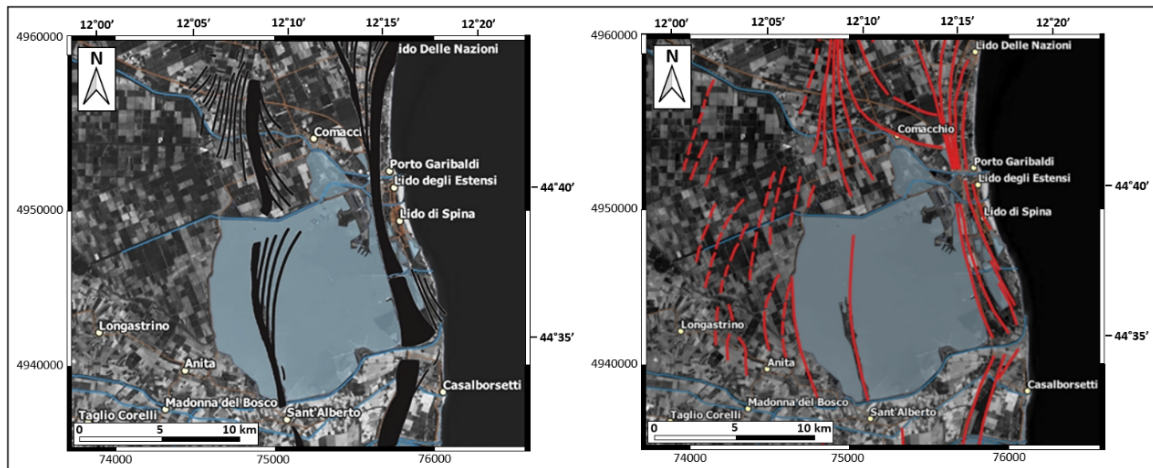 12°00’ 12°05’ 12°10’ 12°15’ 12°20’
4960000
N
Lido Delle Nazioni
Comacci
Porto Garibaldi
Lido degli Estensi
44°40’
4950000
Lido di Spina
Longastrino
44°35’
4940000
Anita
Casalborsetti
Madonna del Bosco
Sant'Alberto
Taglio Corelli
0 5 10 km
74000 75000 76000
12°00’ 12°05’ 12°10’ 12°15’ 12°20’
4960000
N
Lido Delle Nazioni
Comacchio
Porto Garibaldi
Lido degli Estensi
44°40’
4950000
Lido di Spina
Longastrino
44°35’
4940000
Anita
Casalborsetti
Madonna del Bosco
Sant'Alberto
Taglio Corelli
0 5 10 km
74000 75000 76000